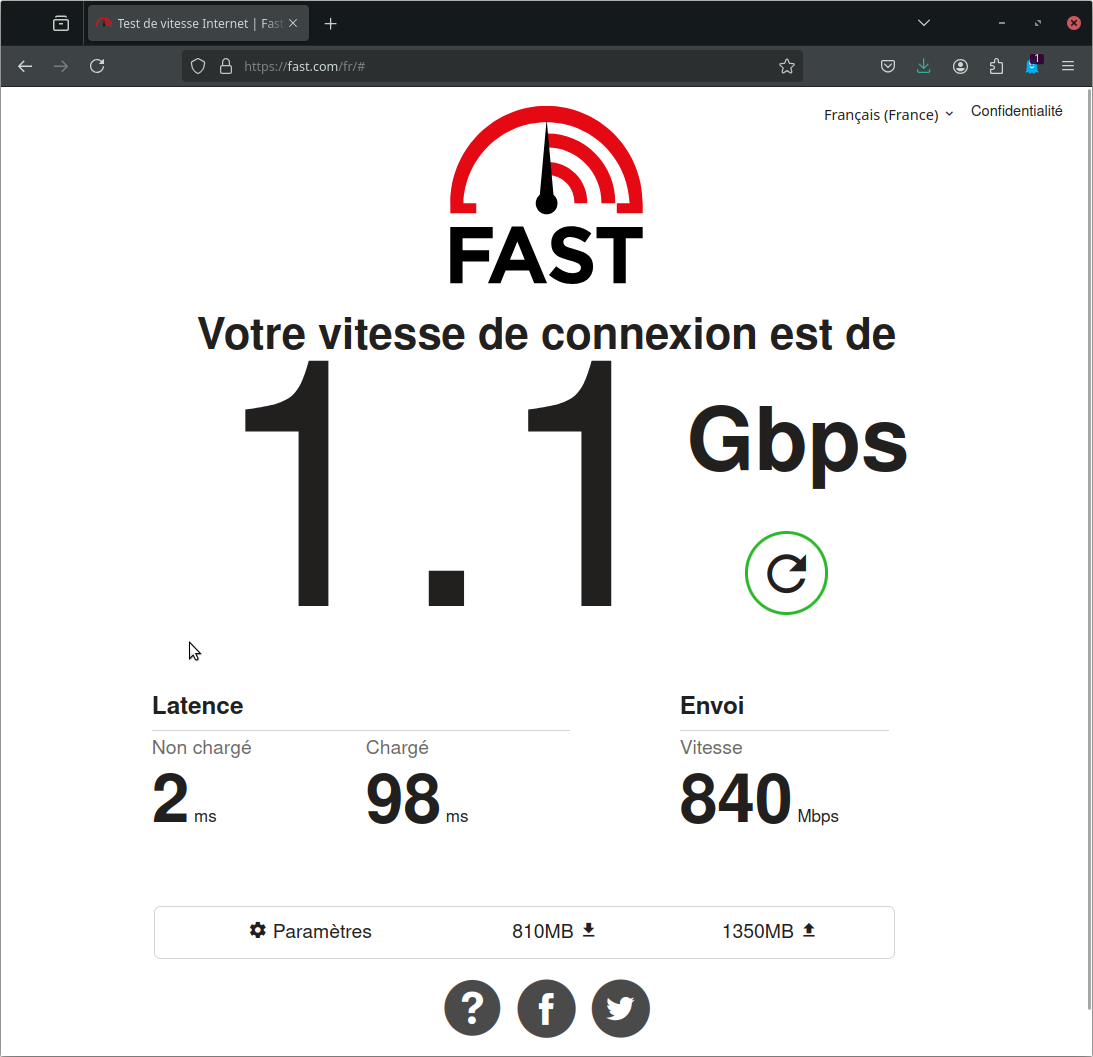 Test de vitesse Internet | Fast
1
https://fast.com/fr/#
Français (France)
Confidentialité
FAST
Votre vitesse de connexion est de
1.1 Gbps
Latence
Envoi
Non chargé
Chargé
Vitesse
2 ms
98 ms
840 Mbps
Paramètres
810MB
1350MB
?
f